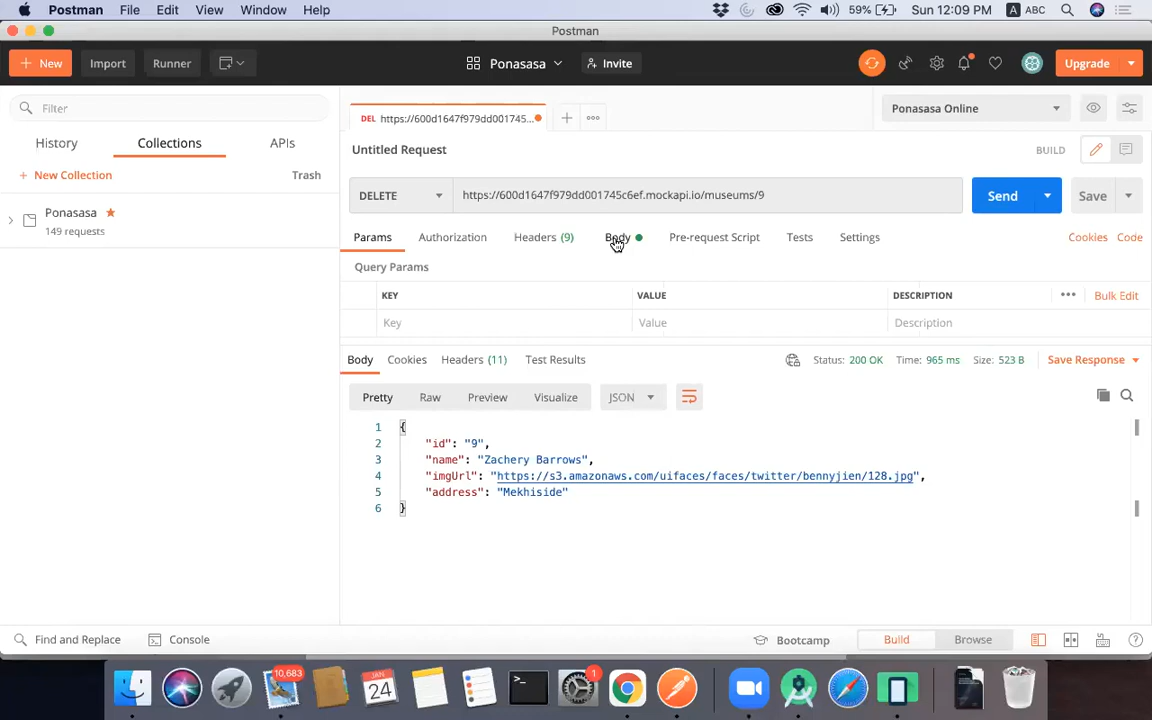 Postman File Edit View Window Help 59% Sun 12:09 PM A ABC
Postman
+ New Import Runner Ponasasa Invite Upgrade
Filter
History Collections APIs
+ New Collection Trash
Ponasasa
149 requests
DEL https://600d1647f979dd001745...
Ponasasa Online
Untitled Request BUILD
DELETE https://600d1647f979dd001745c6ef.mockapi.io/museums/9 Send Save
Params Authorization Headers (9) Body Pre-request Script Tests Settings Cookies Code
Query Params
KEY VALUE DESCRIPTION Bulk Edit
Key Value Description
Body Cookies Headers (11) Test Results Status: 200 OK Time: 965 ms Size: 523 B Save Response
Pretty Raw Preview Visualize JSON
1 {
2 "id": "9",
3 "name": "Zachery Barrows",
4 "imgUrl": "https://s3.amazonaws.com/uifaces/faces/twitter/bennyjien/128.jpg",
5 "address": "Mekhiside"
6 }
Find and Replace Console Bootcamp Build Browse
10,683 JAN 24 1